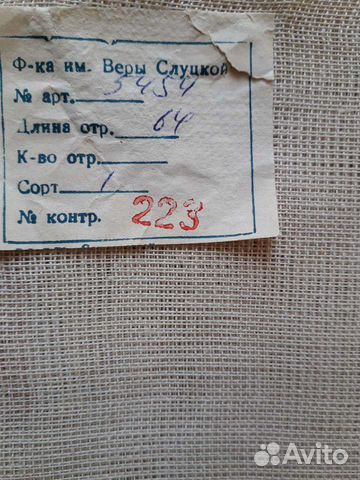 Ф-ка им. Веры Слуцкой
№ арт. 5454
Длина отр. 64
К-во отр.
Сорт 1
№ контр. 223
Avito